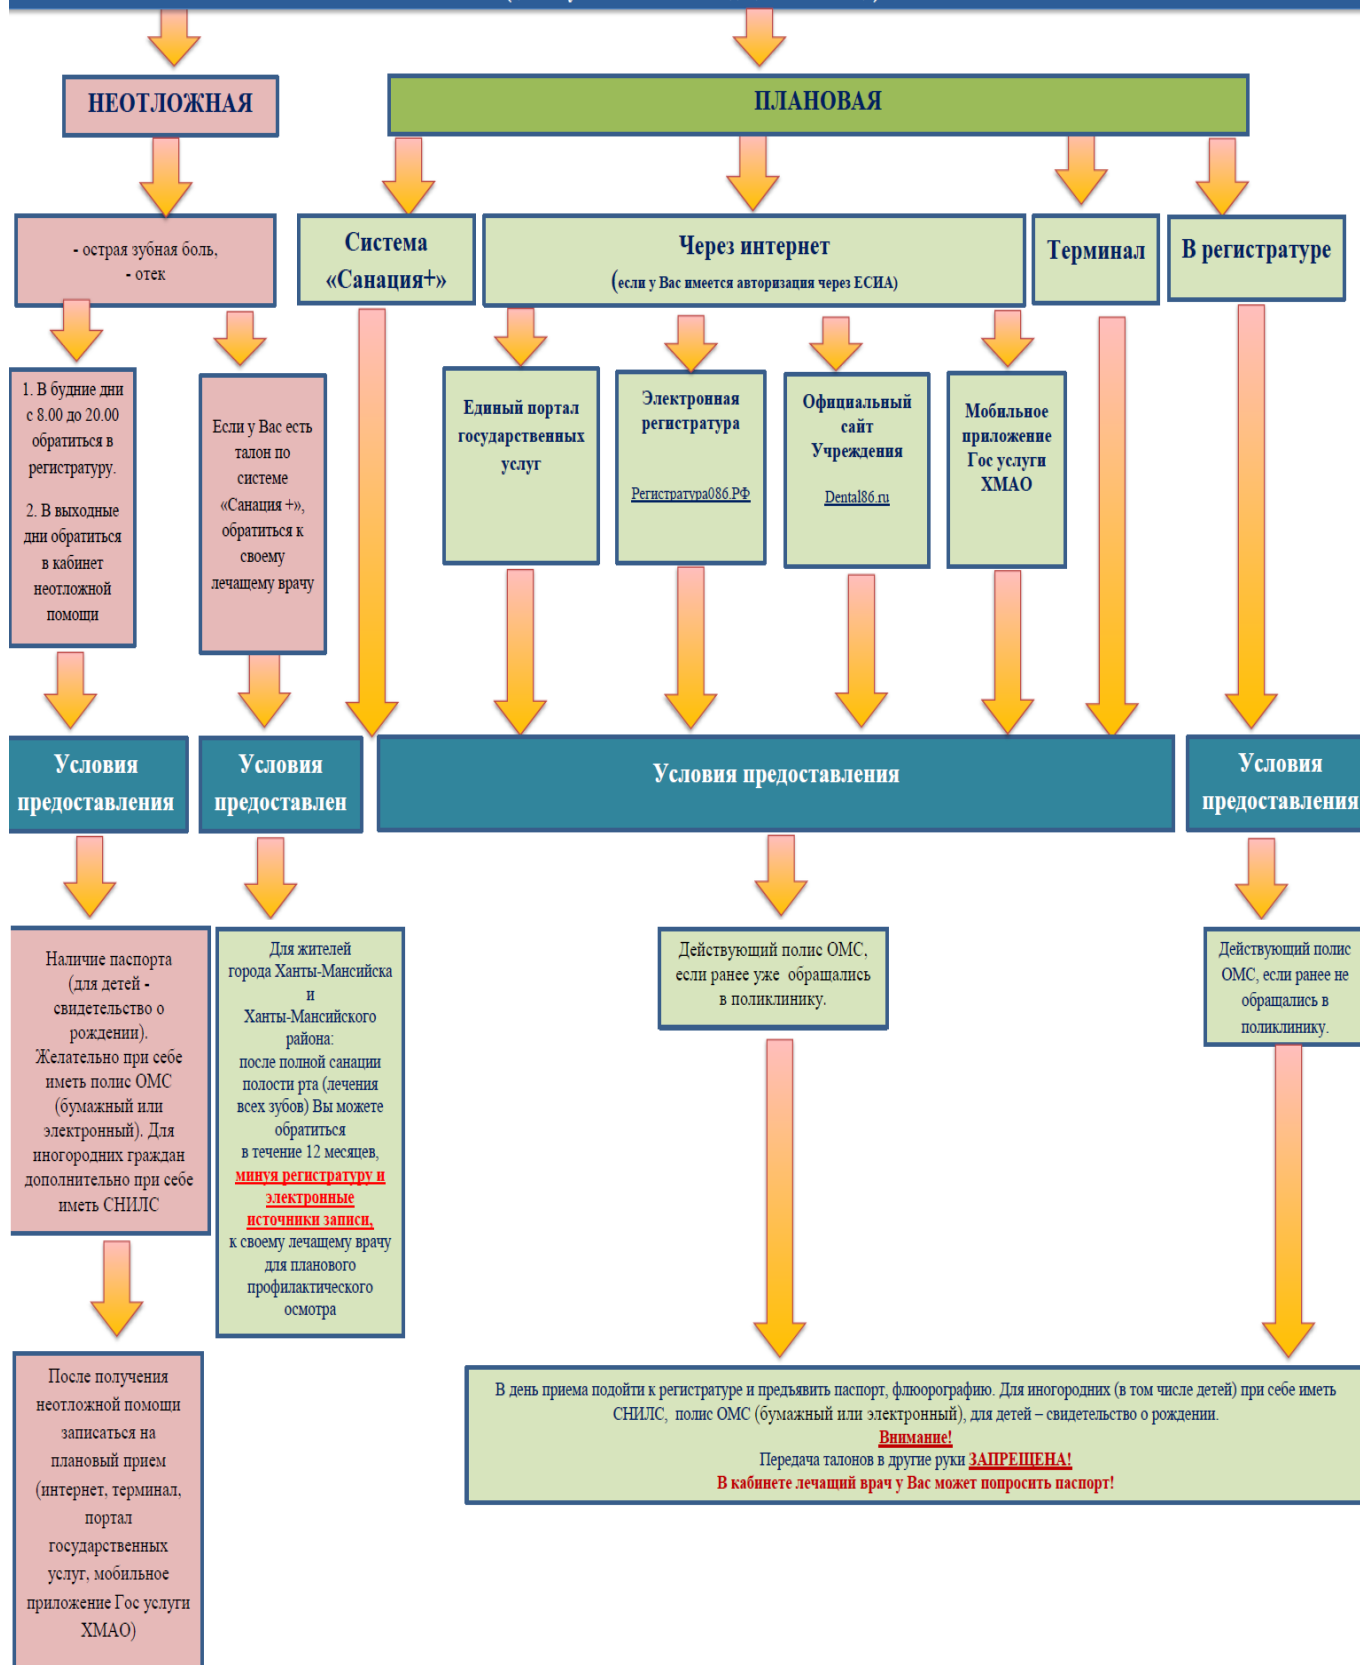 НЕОТЛОЖНАЯ
ПЛАНОВАЯ
- острая зубная боль,
- отек
Система
«Санация+»
Через интернет
(если у Вас имеется авторизация через ЕСИА)
Терминал
В регистратуре
1. В будние дни
с 8.00 до 20.00
обратиться в
регистратуру.
2. В выходные
дни обратиться
в кабинет
неотложной
помощи
Если у Вас есть
талон по
системе
«Санация +»,
обратиться к
своему
лечащему врачу
Единый портал
государственных
услуг
Электронная
регистратура
Регистратура086.РФ
Официальный
сайт
Учреждения
Dental86.ru
Мобильное
приложение
Гос услуги
ХМАО
Условия
предоставления
Условия
предоставлен
Условия предоставления
Условия
предоставления
Наличие паспорта
(для детей -
свидетельство о
рождении).
Желательно при себе
иметь полис ОМС
(бумажный или
электронный). Для
иногородних граждан
дополнительно при себе
иметь СНИЛС
Для жителей
города Ханты-Мансийска
и
Ханты-Мансийского
района:
после полной санации
полости рта (лечения
всех зубов) Вы можете
обратиться
в течение 12 месяцев,
минуя регистратуру и
электронные
источники записи,
к своему лечащему врачу
для планового
профилактического
осмотра
Действующий полис ОМС,
если ранее уже обращались
в поликлинику.
Действующий полис
ОМС, если ранее не
обращались в
поликлинику.
После получения
неотложной помощи
записаться на
плановый прием
(интернет, терминал,
портал
государственных
услуг, мобильное
приложение Гос услуги
ХМАО)
В день приема подойти к регистратуре и предъявить паспорт, флюорографию. Для иногородних (в том числе детей) при себе иметь
СНИЛС, полис ОМС (бумажный или электронный), для детей – свидетельство о рождении.
Внимание!
Передача талонов в другие руки ЗАПРЕЩЕНА!
В кабинете лечащий врач у Вас может попросить паспорт!